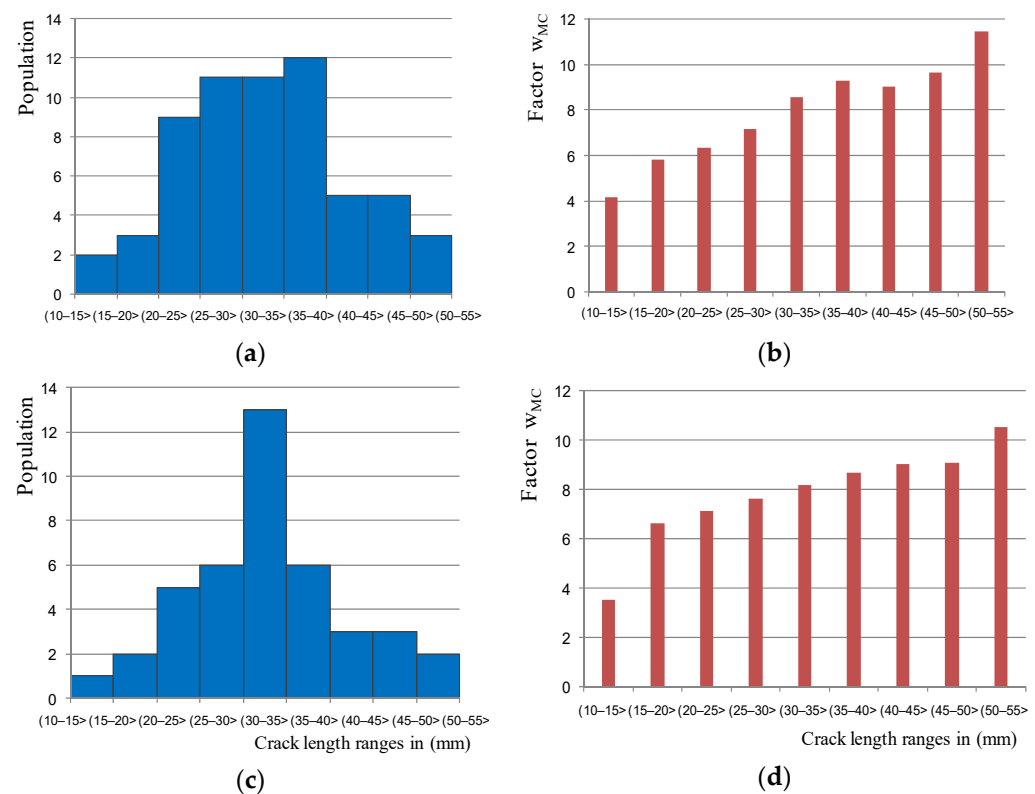 Population
14
12
10
8
6
4
2
0
(10–15> (15–20> (20–25> (25–30> (30–35> (35–40> (40–45> (45–50> (50–55>
(a)
Factor wMC
12
10
8
6
4
2
0
(10–15> (15–20> (20–25> (25–30> (30–35> (35–40> (40–45> (45–50> (50–55>
(b)
Population
14
12
10
8
6
4
2
0
(10–15> (15–20> (20–25> (25–30> (30–35> (35–40> (40–45> (45–50> (50–55>
Crack length ranges in (mm)
(c)
Factor wMC
12
10
8
6
4
2
0
(10–15> (15–20> (20–25> (25–30> (30–35> (35–40> (40–45> (45–50> (50–55>
Crack length ranges in (mm)
(d)